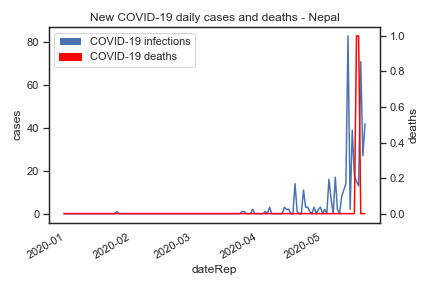 New COVID-19 daily cases and deaths - Nepal
COVID-19 infections
COVID-19 deaths
cases
80
60
40
20
0
deaths
1.0
0.8
0.6
0.4
0.2
0.0
2020-01
2020-02
2020-03
2020-04
2020-05
dateRep